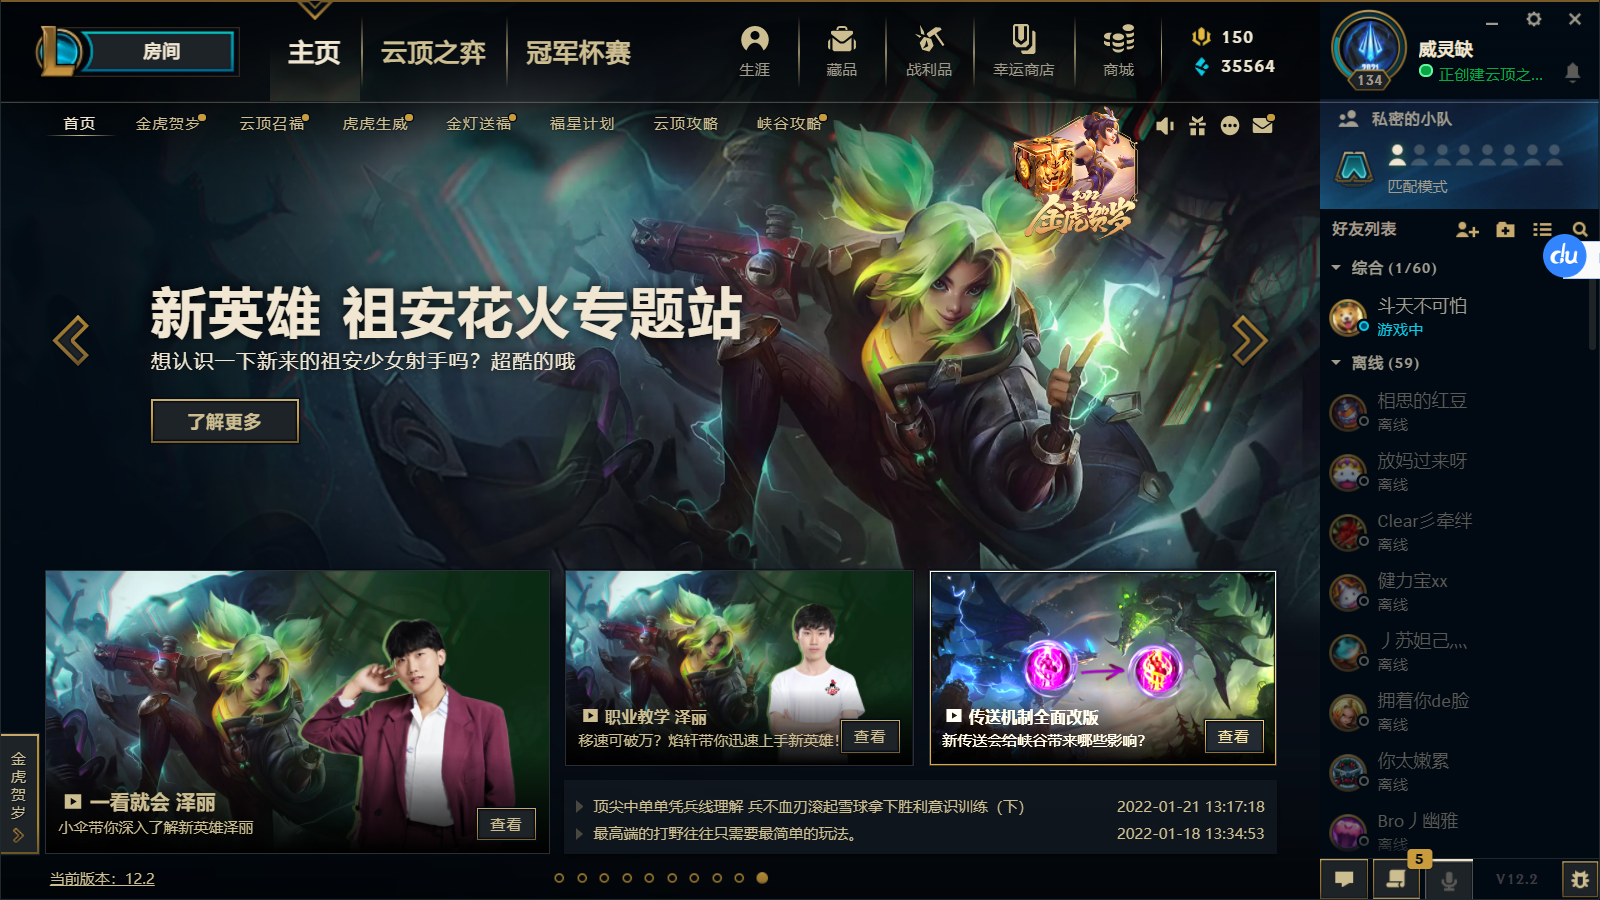 房间
主页
云顶之弈
冠军杯赛
生涯
藏品
战利品
幸运商店
商城
150
35564
134
威灵缺
正创建云顶之...
首页
金虎贺岁
云顶召福
虎虎生威
金灯送福
福星计划
云顶攻略
峡谷攻略
2022
金虎贺岁
私密的小队
匹配模式
好友列表
du
综合 (1/60)
斗天不可怕
游戏中
离线 (59)
相思的红豆
离线
放妈过来呀
离线
Clear彡牵绊
离线
健力宝xx
离线
丿苏妲己灬
离线
拥着你de脸
离线
你太嫩累
离线
Bro丿幽雅
离线
新英雄 祖安花火专题站
想认识一下新来的祖安少女射手吗？超酷的哦
了解更多
一看就会 泽丽
小伞带你深入了解新英雄泽丽
查看
职业教学 泽丽
移速可破万？焰轩带你迅速上手新英雄！
查看
传送机制全面改版
新传送会给峡谷带来哪些影响？
查看
顶尖中单单凭兵线理解 兵不血刃滚起雪球拿下胜利意识训练（下）
2022-01-21 13:17:18
最高端的打野往往只需要最简单的玩法。
2022-01-18 13:34:53
金虎贺岁
当前版本：12.2
5
V12.2